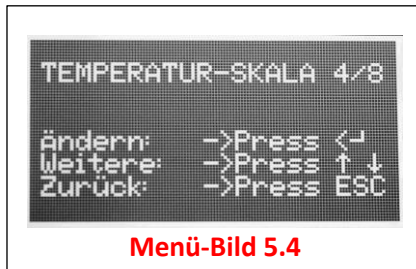 TEMPERATUR-SKALA 4/8
Ändern: ->Press <┘
Weitere: ->Press ↑ ↓
Zurück: ->Press ESC
Menü-Bild 5.4